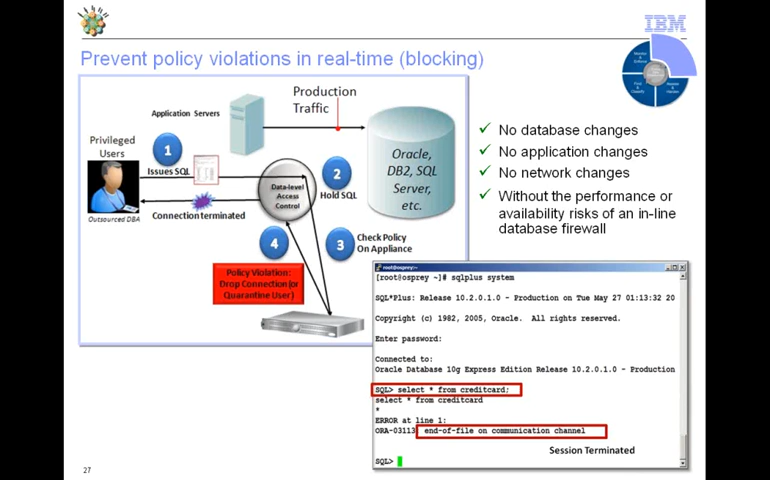 IBM
Prevent policy violations in real-time (blocking)
Production
Traffic
Application Servers
Privileged
Users
1
Issues SQL
Outsourced DBA
Connection terminated
Data-level
Access
Control
2
Hold SQL
Oracle,
DB2, SQL
Server,
etc.
3
Check Policy
On Appliance
4
Policy Violation:
Drop Connection(or
Quarantine User)
No database changes
No application changes
No network changes
Without the performance or
availability risks of an in-line
database firewall
root@osprey:~
[root@osprey ~]# sqlplus system
SQL*Plus: Release 10.2.0.1.0 - Production on Tue May 27 01:13:32 20
Copyright (c) 1982, 2005, Oracle.  All rights reserved.
Enter password:
Connected to:
Oracle Database 10g Express Edition Release 10.2.0.1.0 - Production
SQL> select * from creditcard;
select * from creditcard
*
ERROR at line 1:
ORA-03113 end-of-file on communication channel
Session Terminated
SQL>
27